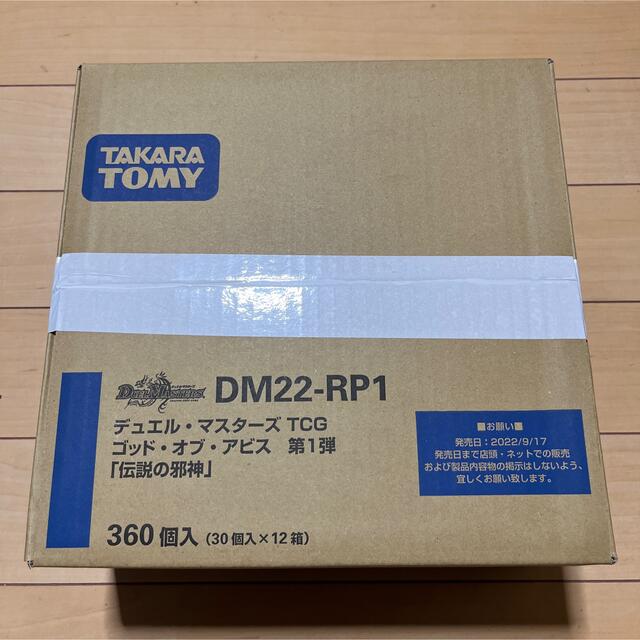 TAKARA
TOMY
DUEL MASTERS DM22-RP1
デュエル・マスターズ TCG
ゴッド・オブ・アビス 第1弾
「伝説の邪神」
360個入(30個入×12箱)
■お願い■
発売日：2022/9/17
発売日まで店頭・ネットでの販売
および製品内容物の掲示はしないよう、
宜しくお願い致します。